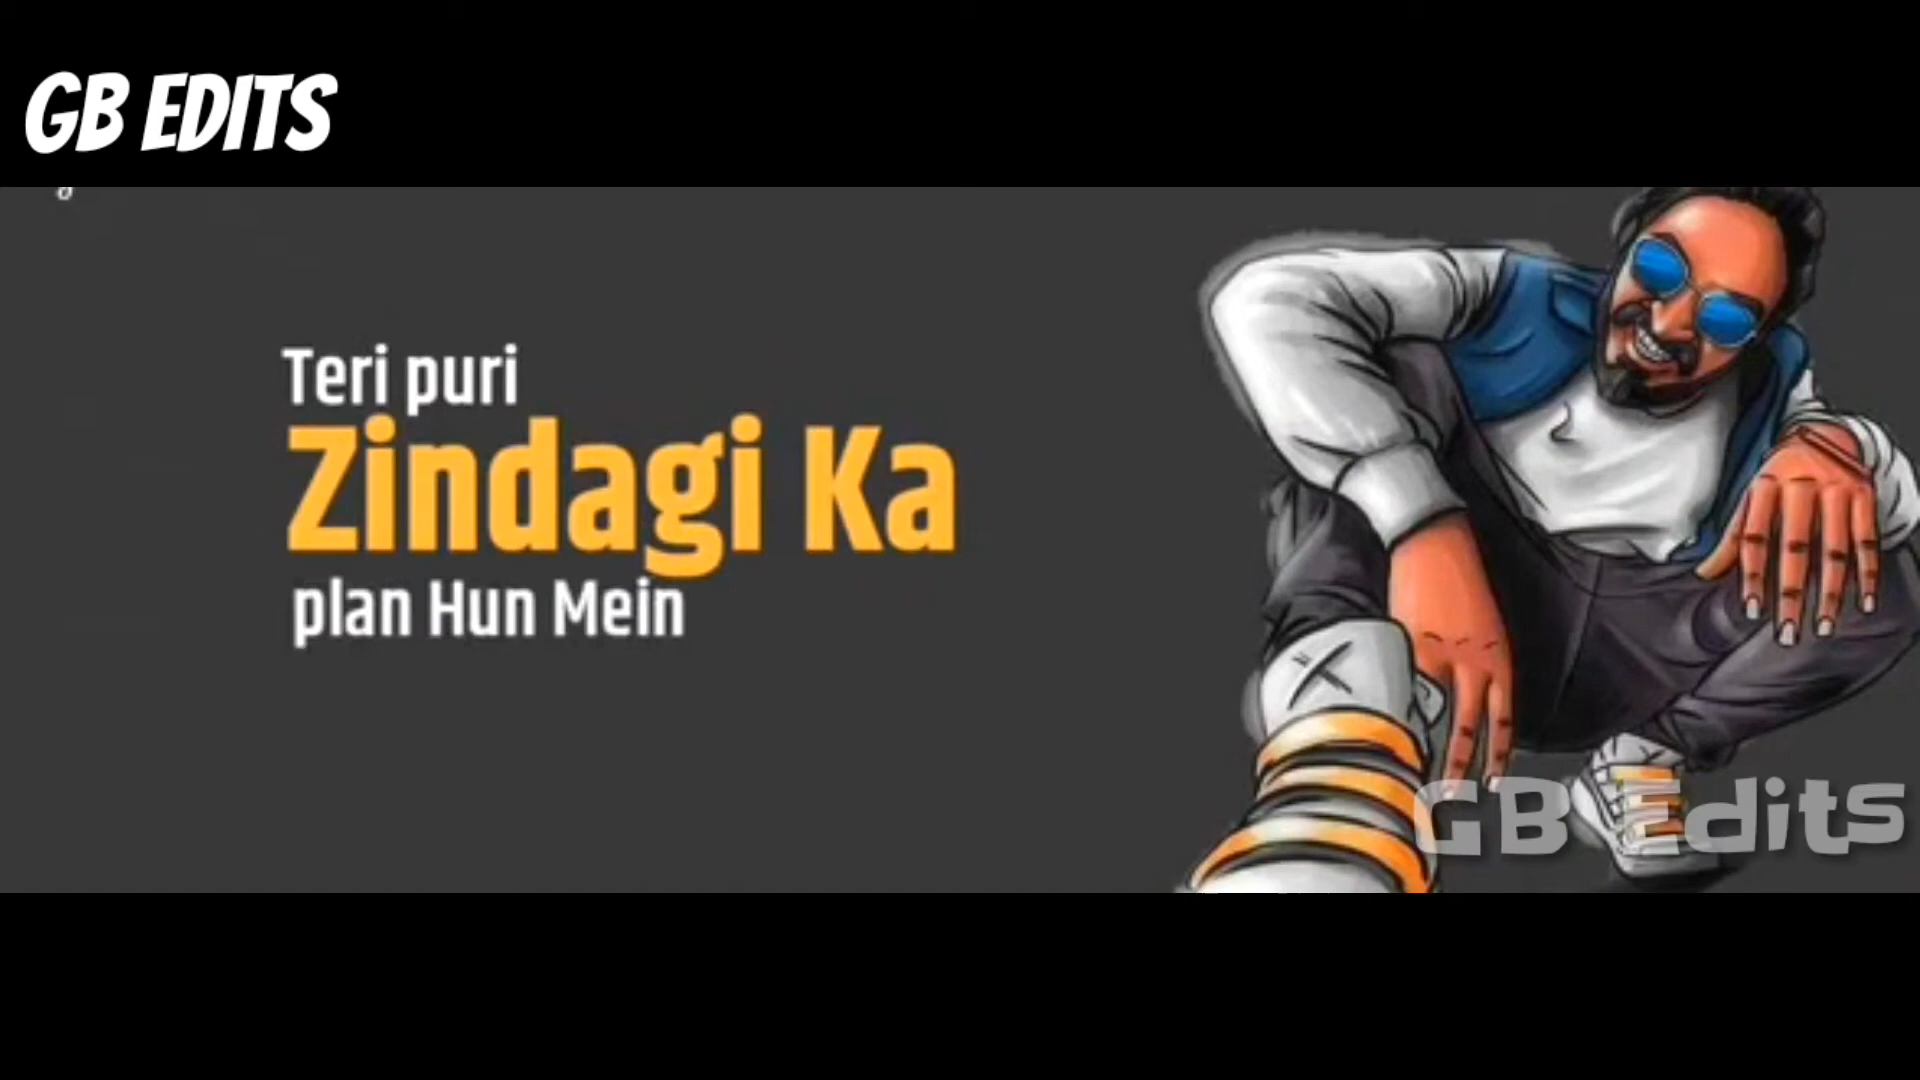 GB EDITS
Teri puri
Zindagi Ka
plan Hun Mein
GB Edits